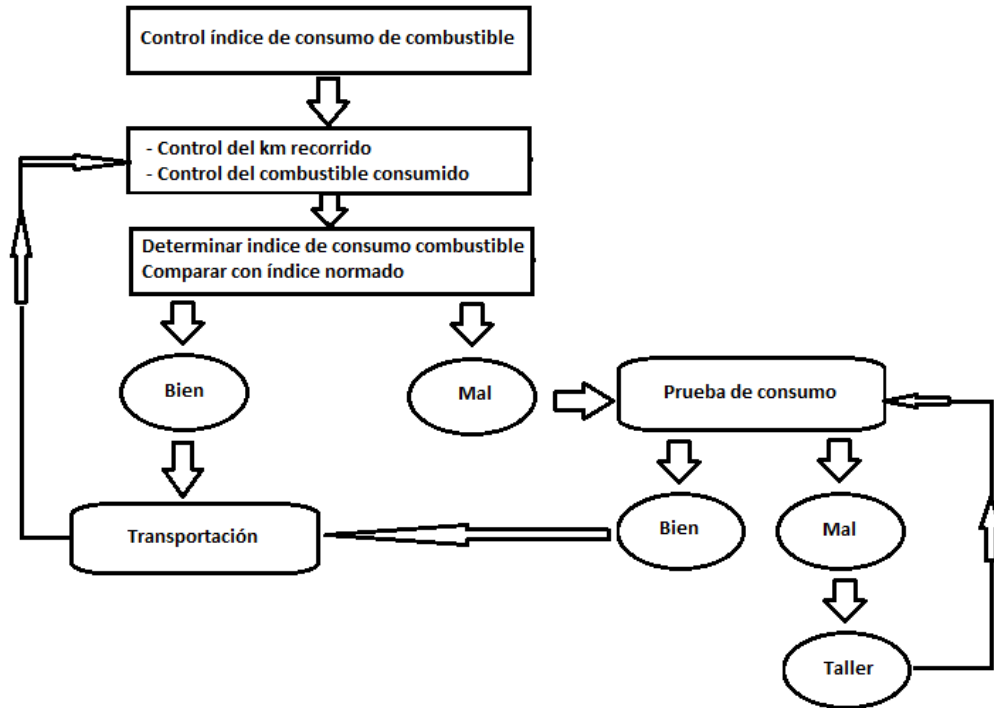 Control índice de consumo de combustible
- Control del km recorrido
- Control del combustible consumido
Determinar indice de consumo combustible
Comparar con índice normado
Bien
Mal
Prueba de consumo
Transportación
Bien
Mal
Taller